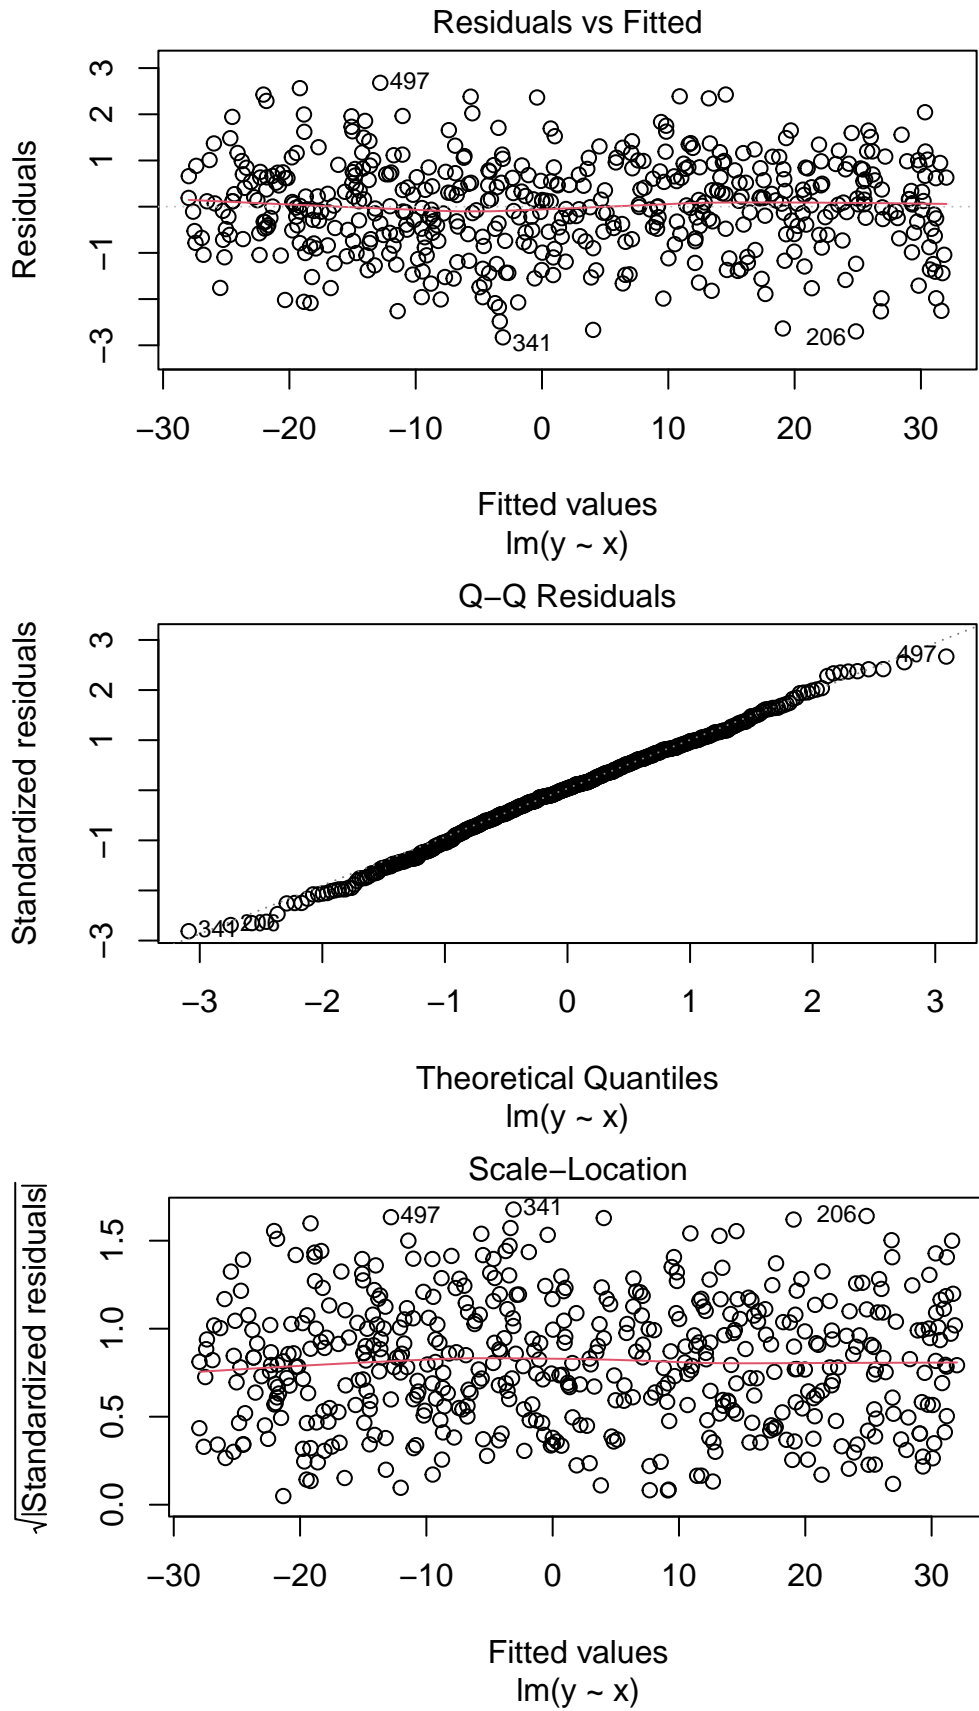 Residuals vs Fitted
Residuals
3
2
1
−1
−3
497
341
206
−30 −20 −10 0 10 20 30
Fitted values
lm(y ~ x)
Q−Q Residuals
Standardized residuals
3
2
1
−1
−3
497
341
206
−3 −2 −1 0 1 2 3
Theoretical Quantiles
lm(y ~ x)
Scale−Location
√|Standardized residuals|
1.5
1.0
0.5
0.0
497
341
206
−30 −20 −10 0 10 20 30
Fitted values
lm(y ~ x)